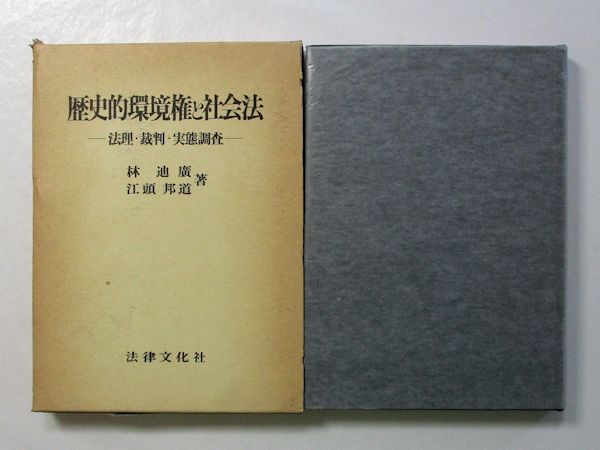 歴史的環境権と社会法
―法理・裁判・実態調査―
林 迪廣
江頭 邦道 著
法律文化社